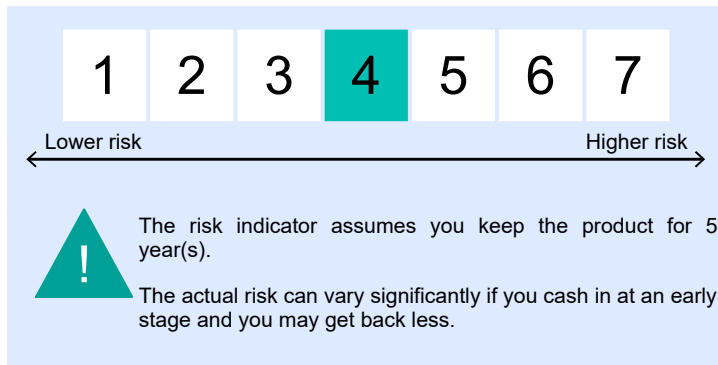 1 2 3 4 5 6 7
Lower risk Higher risk
!
The risk indicator assumes you keep the product for 5
year(s).
The actual risk can vary significantly if you cash in at an early
stage and you may get back less.